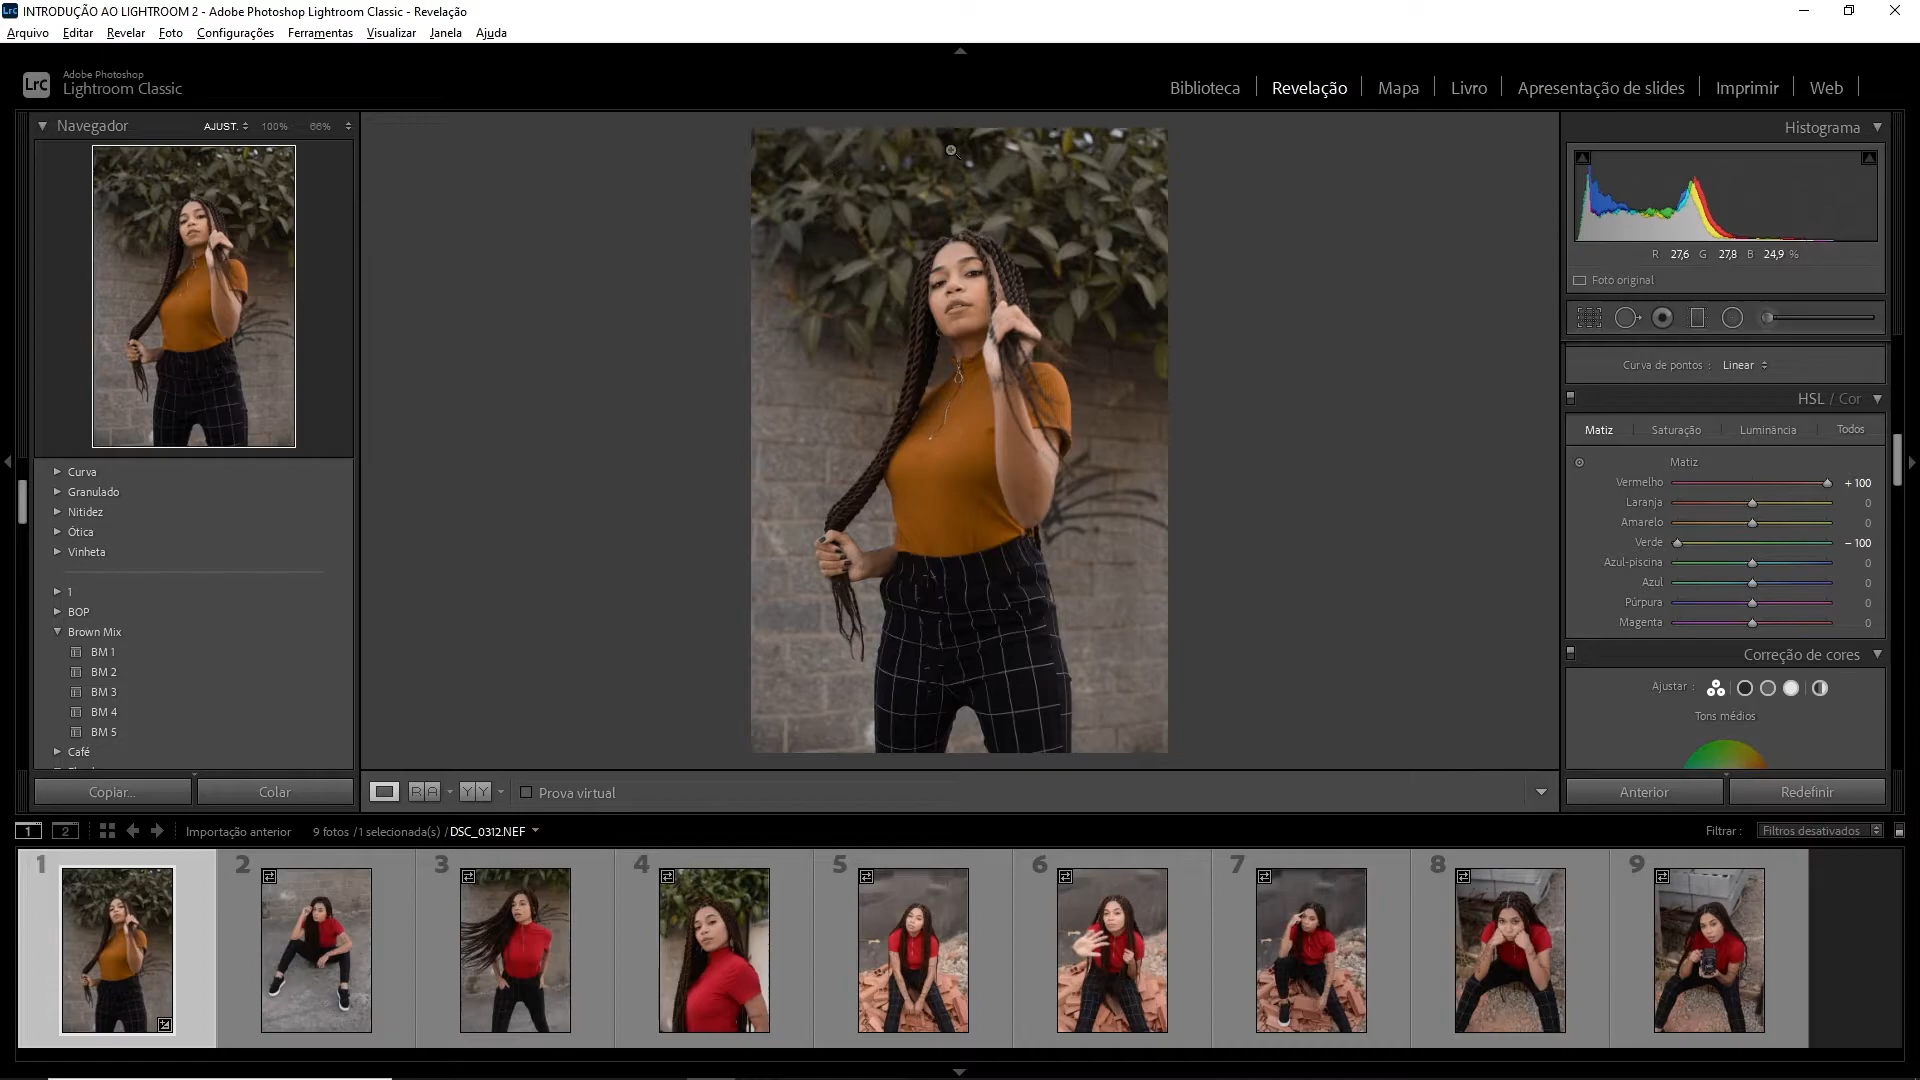 INTRODUÇÃO AO LIGHTROOM 2 - Adobe Photoshop Lightroom Classic - Revelação
Arquivo Editar Revelar Foto Configurações Ferramentas Visualizar Janela Ajuda
LrC Adobe Photoshop
Lightroom Classic
Biblioteca Revelação Mapa Livro Apresentação de slides Imprimir Web
Navegador AJUST. 100% 66%
Curva
Granulado
Nitidez
Ótica
Vinheta
1
BOP
Brown Mix
BM 1
BM 2
BM 3
BM 4
BM 5
Café
Copiar... Colar
RA YY Prova virtual
Histograma
R 27,6 G 27,8 B 24,9 %
Foto original
Curva de pontos : Linear
HSL / Cor
Matiz Saturação Luminância Todos
Matiz
Vermelho +100
Laranja 0
Amarelo 0
Verde -100
Azul-piscina 0
Azul 0
Púrpura 0
Magenta 0
Correção de cores
Ajustar :
Tons médios
Anterior Redefinir
1 2 Importação anterior 9 fotos /1 selecionada(s) /DSC_0312.NEF
Filtrar : Filtros desativados
1 2 3 4 5 6 7 8 9